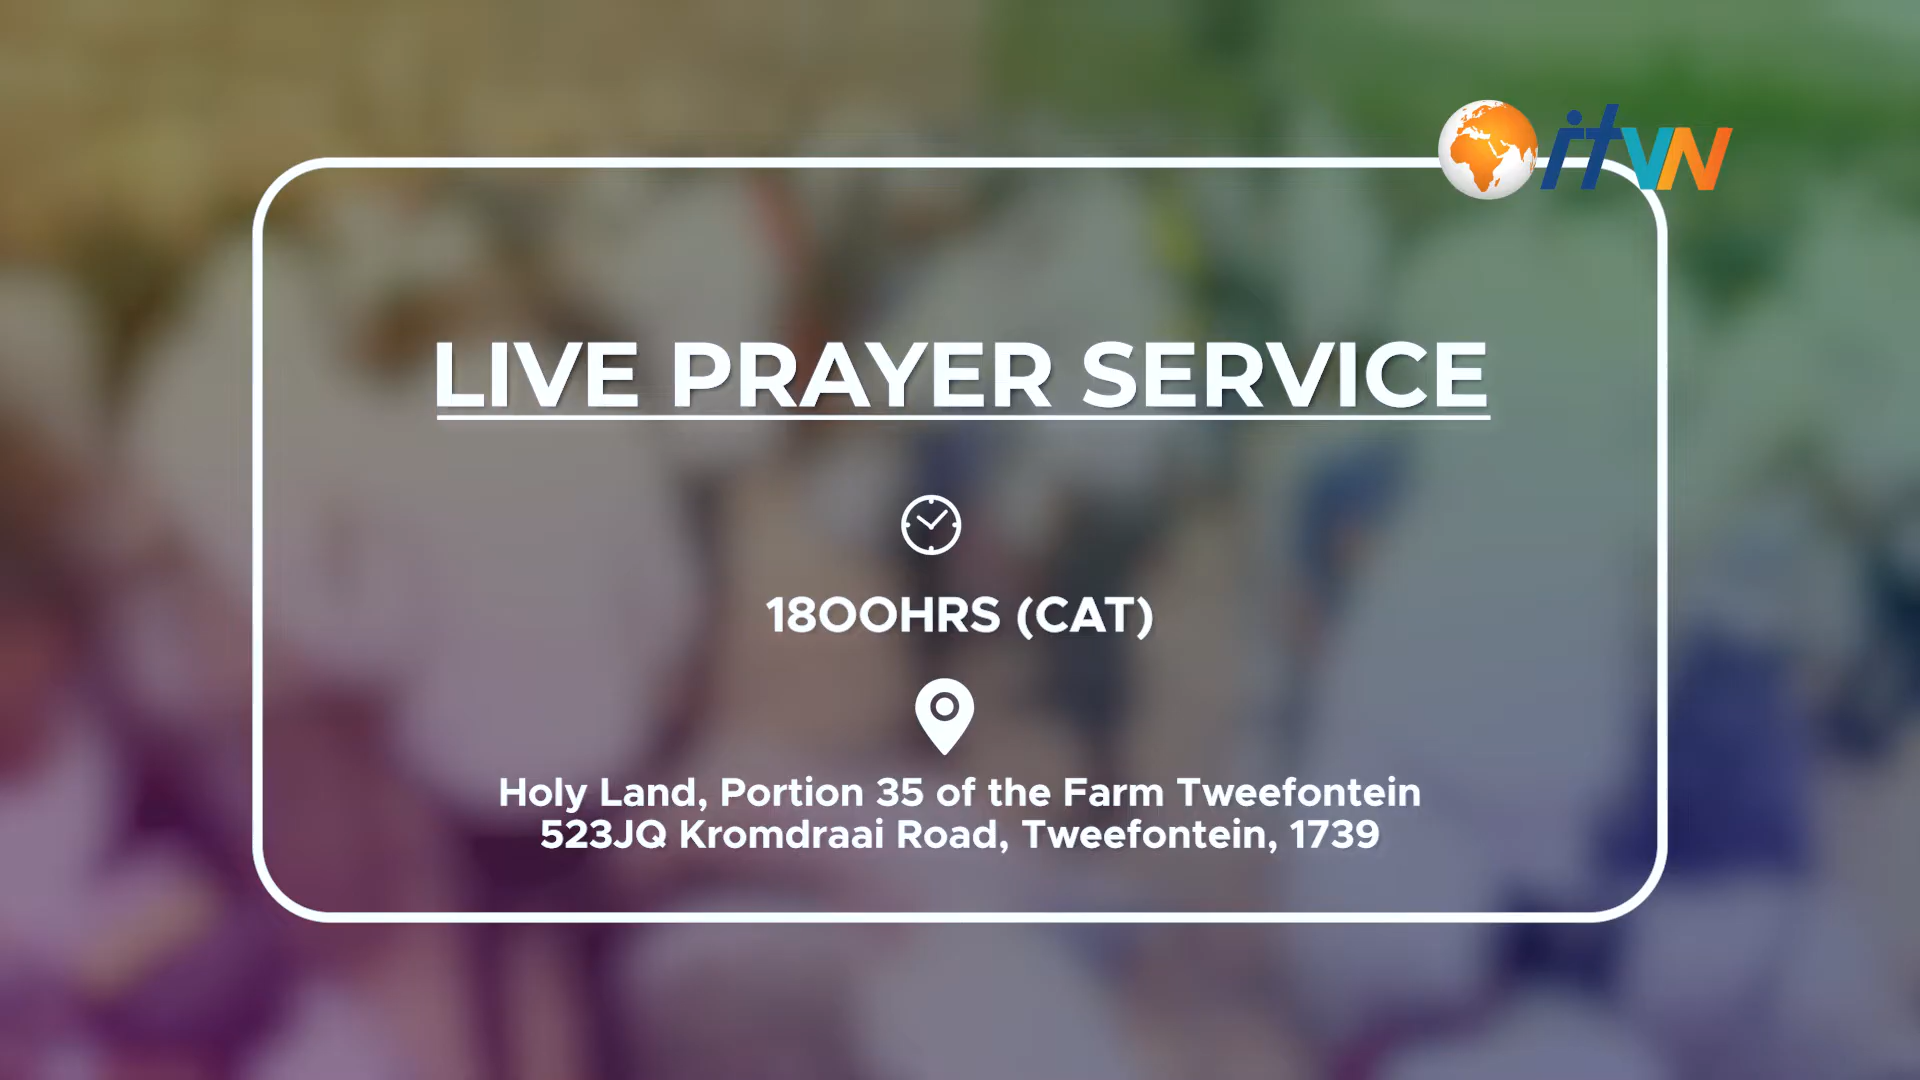 itVN
LIVE PRAYER SERVICE
1800HRS (CAT)
Holy Land, Portion 35 of the Farm Tweefontein
523JQ Kromdraai Road, Tweefontein, 1739